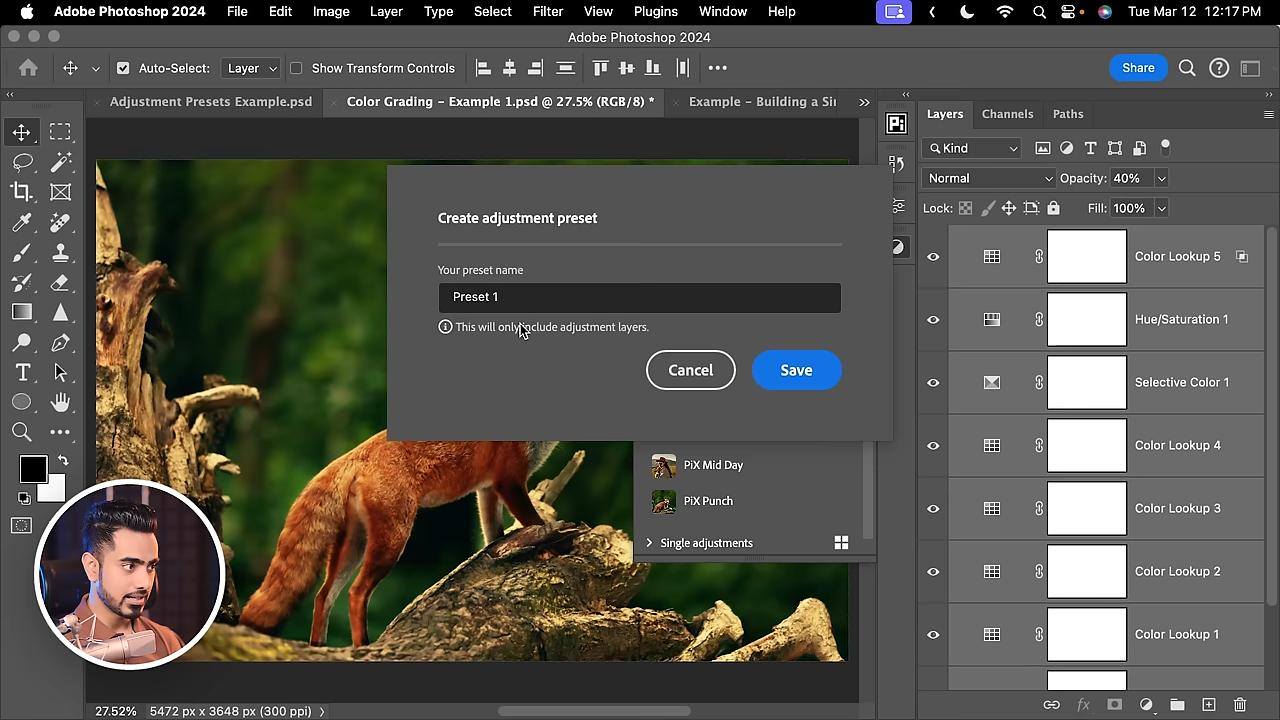 Adobe Photoshop 2024 File Edit Image Layer Type Select Filter View Plugins Window Help Tue Mar 12 12:17 PM
Adobe Photoshop 2024
Auto-Select: Layer Show Transform Controls Share
Adjustment Presets Example.psd Color Grading – Example 1.psd @ 27.5% (RGB/8) * Example – Building a Sir
Pi
Layers Channels Paths
Kind
Normal Opacity: 40%
Lock: Fill: 100%
Create adjustment preset
Your preset name
Preset 1
This will only include adjustment layers.
Cancel Save
PiX Mid Day
PiX Punch
Single adjustments
Color Lookup 5
Hue/Saturation 1
Selective Color 1
Color Lookup 4
Color Lookup 3
Color Lookup 2
Color Lookup 1
27.52% 5472 px x 3648 px (300 ppi)